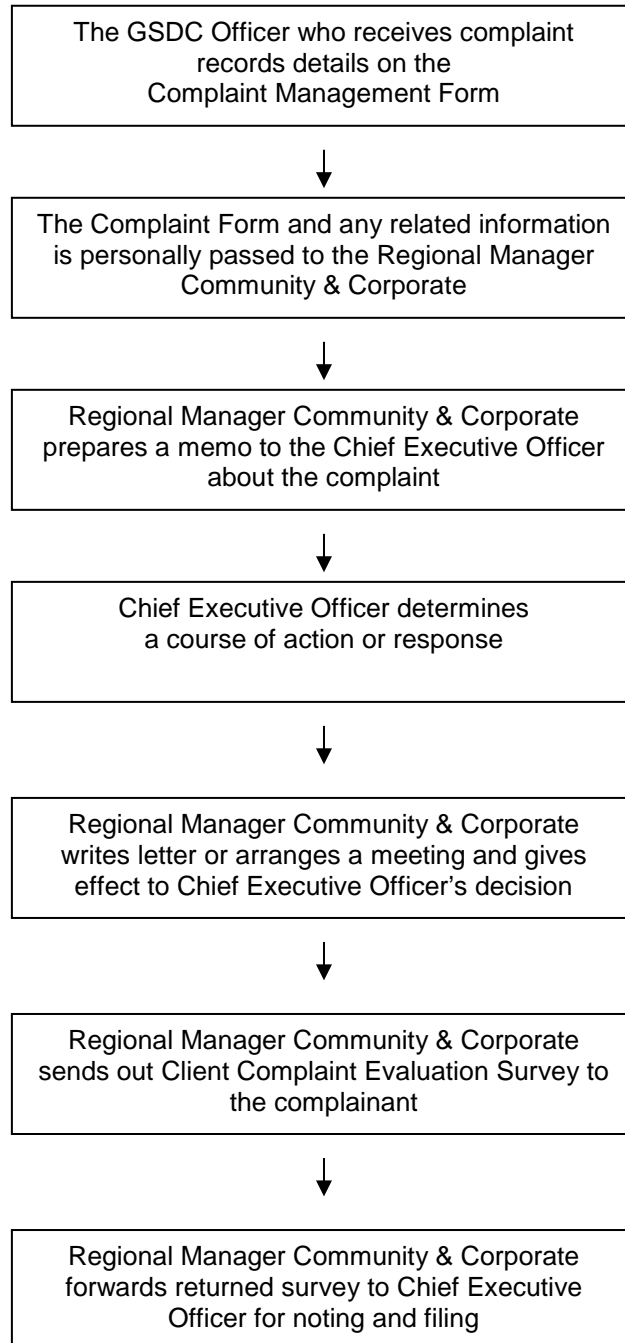 The GSDC Officer who receives complaint
records details on the
Complaint Management Form
The Complaint Form and any related information
is personally passed to the Regional Manager
Community & Corporate
Regional Manager Community & Corporate
prepares a memo to the Chief Executive Officer
about the complaint
Chief Executive Officer determines
a course of action or response
Regional Manager Community & Corporate
writes letter or arranges a meeting and gives
effect to Chief Executive Officer’s decision
Regional Manager Community & Corporate
sends out Client Complaint Evaluation Survey to
the complainant
Regional Manager Community & Corporate
forwards returned survey to Chief Executive
Officer for noting and filing